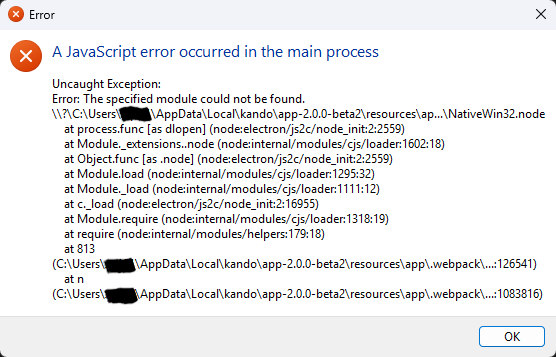 Error
A JavaScript error occurred in the main process
Uncaught Exception:
Error: The specified module could not be found.
\\?\C:\Users\\AppData\Local\kando\app-2.0.0-beta2\resources\ap...\NativeWin32.node
at process.func [as dlopen] (node:electron/js2c/node_init:2:2559)
at Module._extensions..node (node:internal/modules/cjs/loader:1602:18)
at Object.func [as .node] (node:electron/js2c/node_init:2:2559)
at Module.load (node:internal/modules/cjs/loader:1295:32)
at Module._load (node:internal/modules/cjs/loader:1111:12)
at c._load (node:electron/js2c/node_init:2:16955)
at Module.require (node:internal/modules/cjs/loader:1318:19)
at require (node:internal/modules/helpers:179:18)
at 813
(C:\Users\\AppData\Local\kando\app-2.0.0-beta2\resources\app\.webpack\...:126541)
at n
(C:\Users\\AppData\Local\kando\app-2.0.0-beta2\resources\app\.webpack\...:1083816)
OK